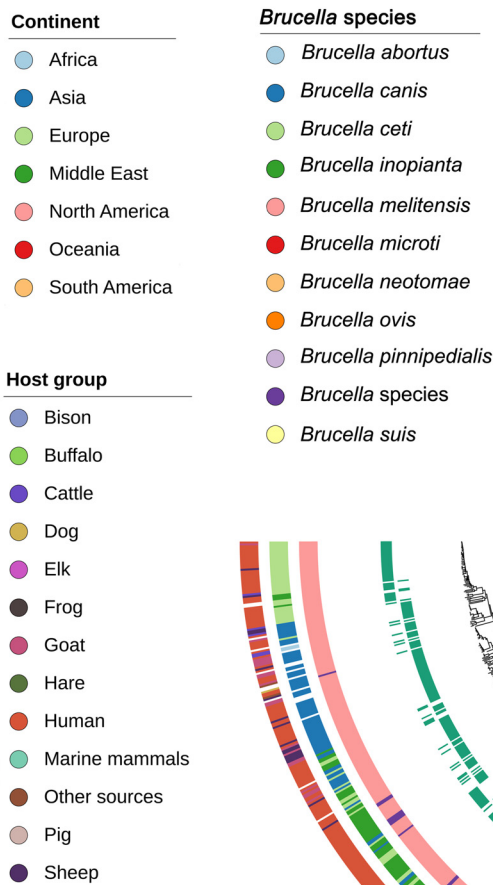 Continent
Africa
Asia
Europe
Middle East
North America
Oceania
South America
Brucella species
Brucella abortus
Brucella canis
Brucella ceti
Brucella inopianta
Brucella melitensis
Brucella microti
Brucella neotomae
Brucella ovis
Brucella pinnipedialis
Brucella species
Brucella suis
Host group
Bison
Buffalo
Cattle
Dog
Elk
Frog
Goat
Hare
Human
Marine mammals
Other sources
Pig
Sheep